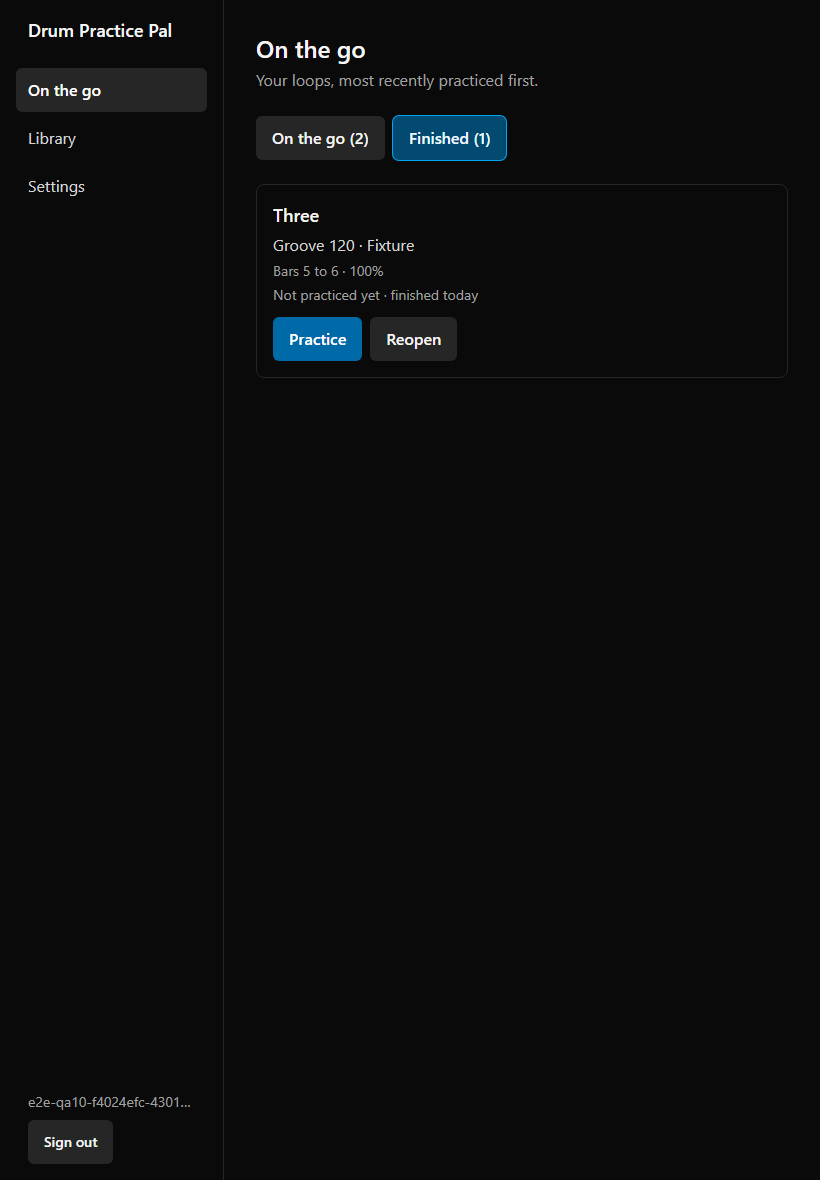 Drum Practice Pal
On the go
Library
Settings
On the go
Your loops, most recently practiced first.
On the go (2)
Finished (1)
Three
Groove 120 · Fixture
Bars 5 to 6 · 100%
Not practiced yet · finished today
Practice
Reopen
e2e-qa10-f4024efc-4301...
Sign out